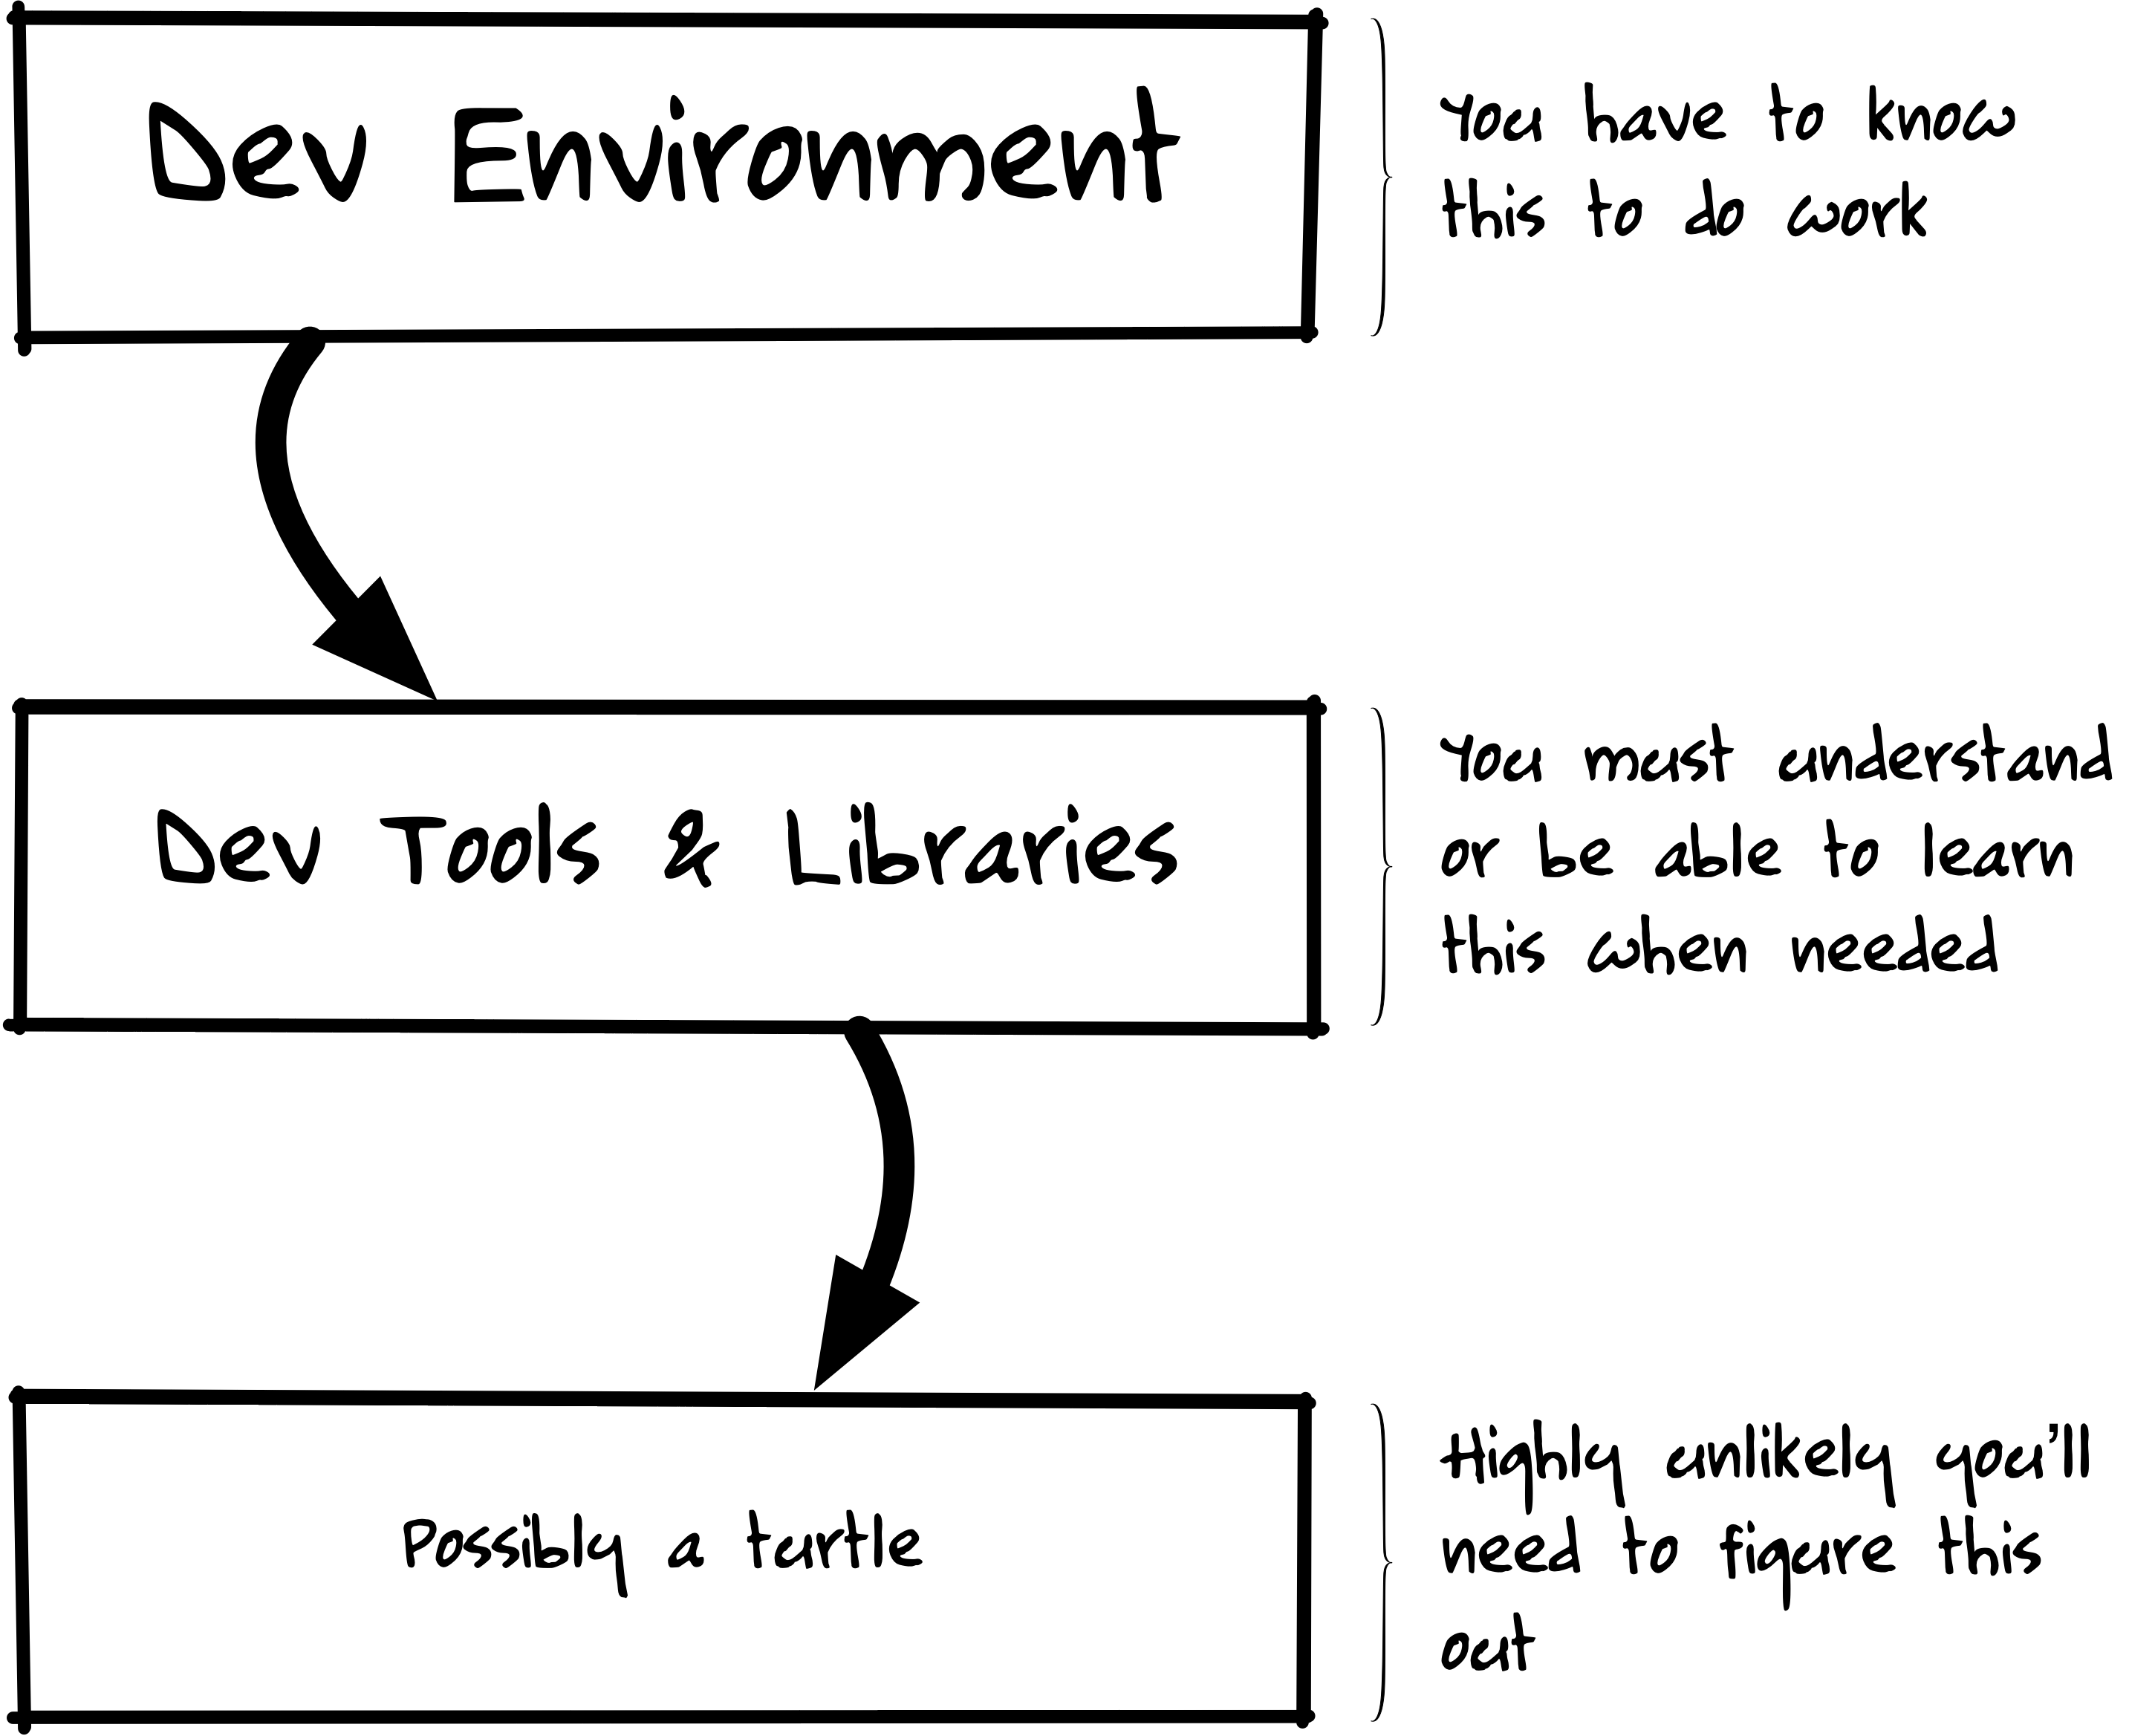 Dev Environment
You have to know
this to do work
Dev Tools & Libraries
You must understand
or be able to learn
this when needed
Possibly a turtle
Highly unlikely you'll
need to figure this
out